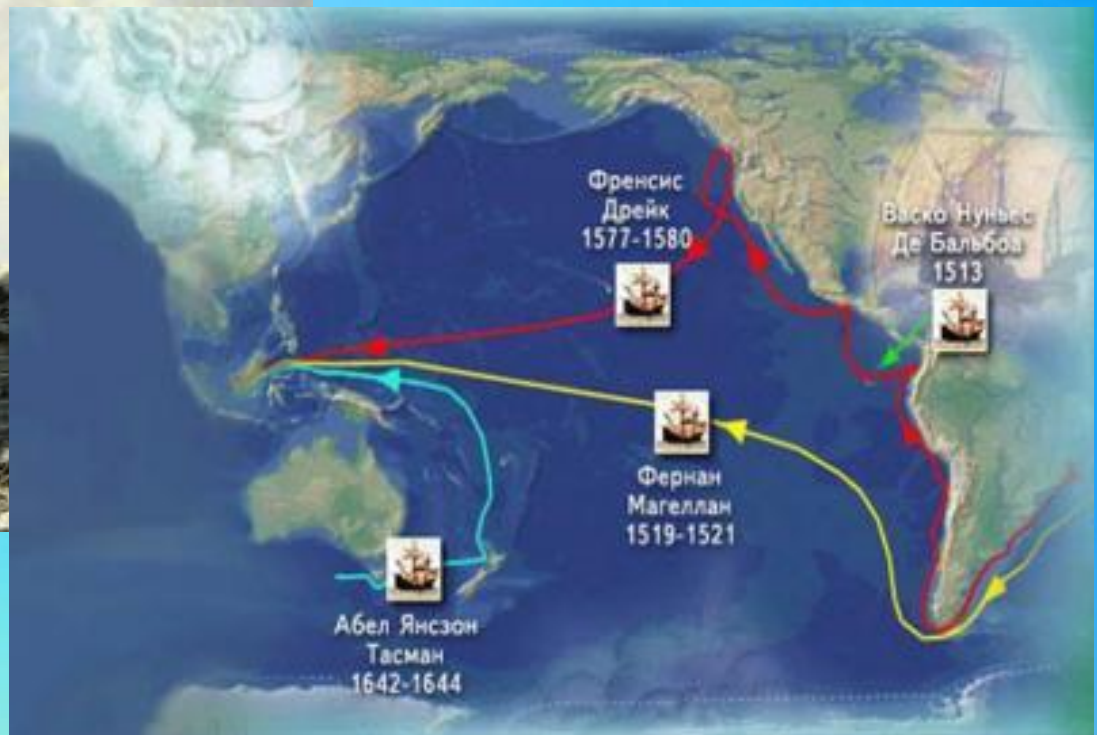 Френсис
Дрейк
1577-1580
Васко Нуньес
Де Бальбоа
1513
Фернан
Магеллан
1519-1521
Абел Янсзон
Тасман
1642-1644